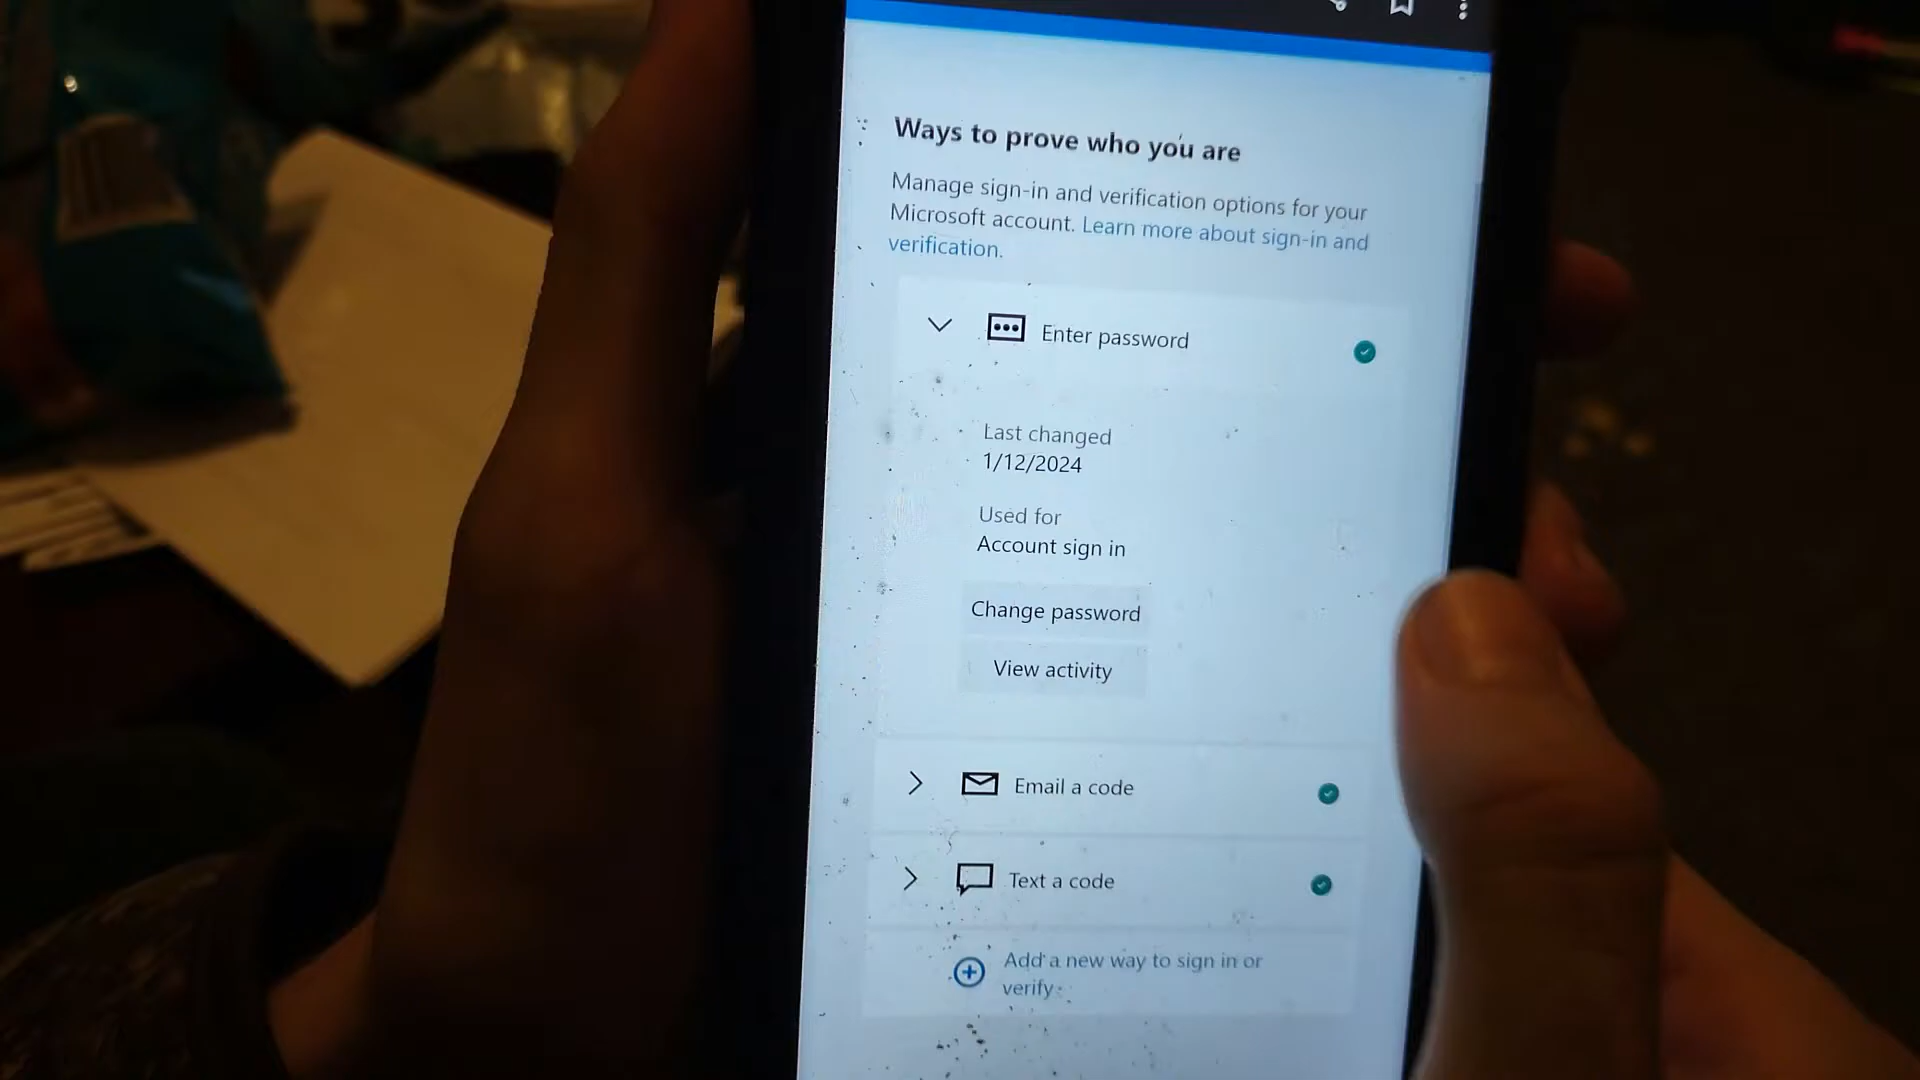 Ways to prove who you are
Manage sign-in and verification options for your
Microsoft account. Learn more about sign-in and
verification.
Enter password
Last changed
1/12/2024
Used for
Account sign in
Change password
View activity
Email a code
Text a code
Add a new way to sign in or
verify